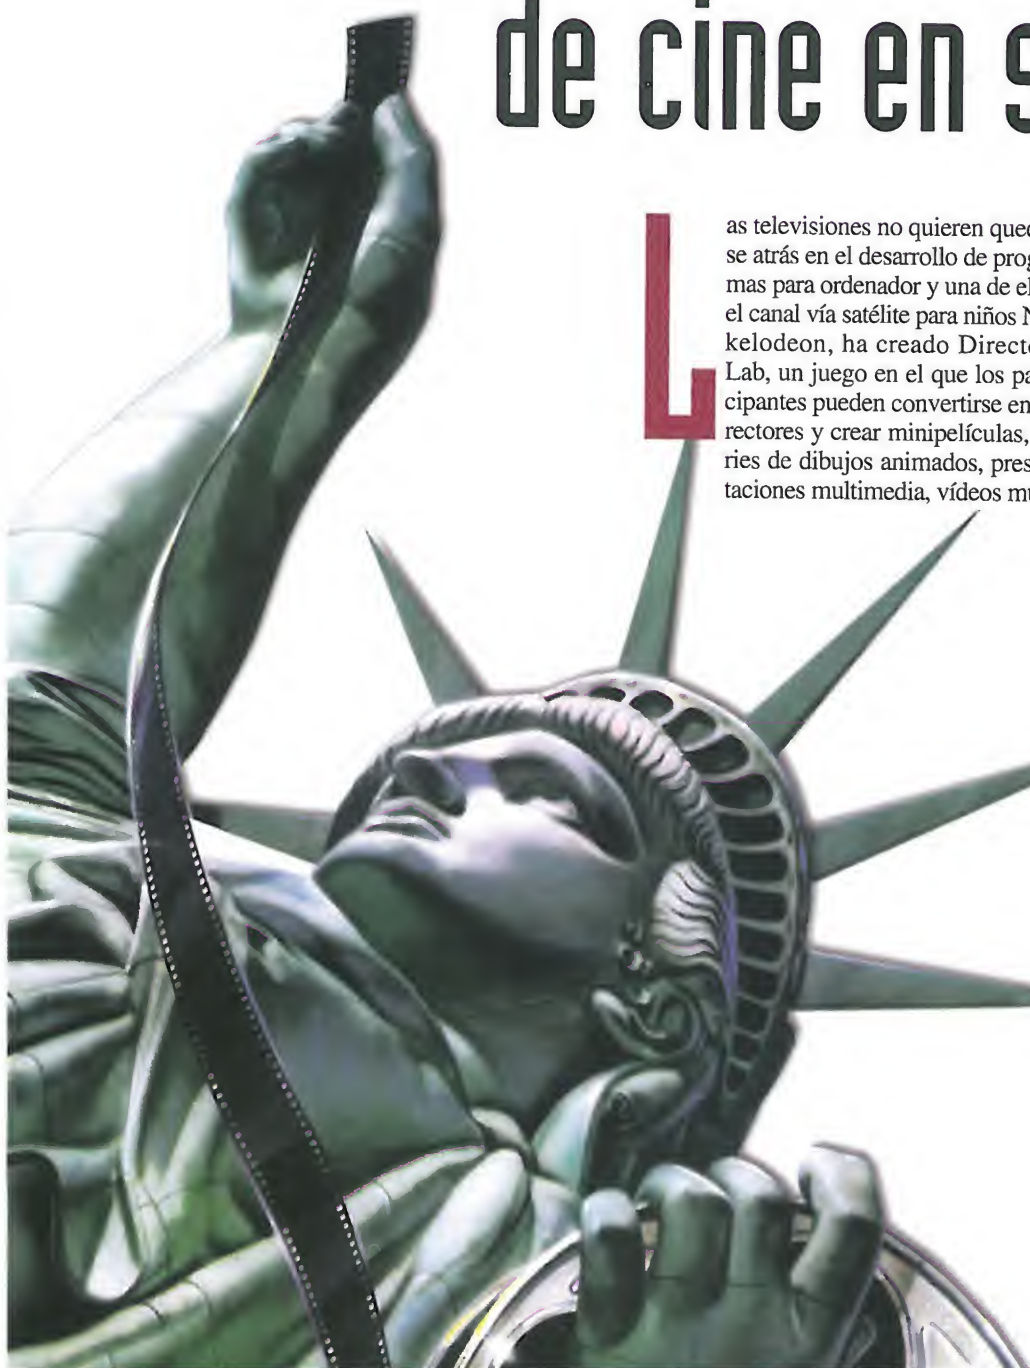 de cine en s
Las televisiones no quieren qued
se atrás en el desarrollo de prog
mas para ordenador y una de el
el canal vía satélite para niños N
kelodeon, ha creado Direct
Lab, un juego en el que los pa
cipantes pueden convertirse en
rectores y crear minipelículas,
ries de dibujos animados, pres
taciones multimedia, vídeos mu